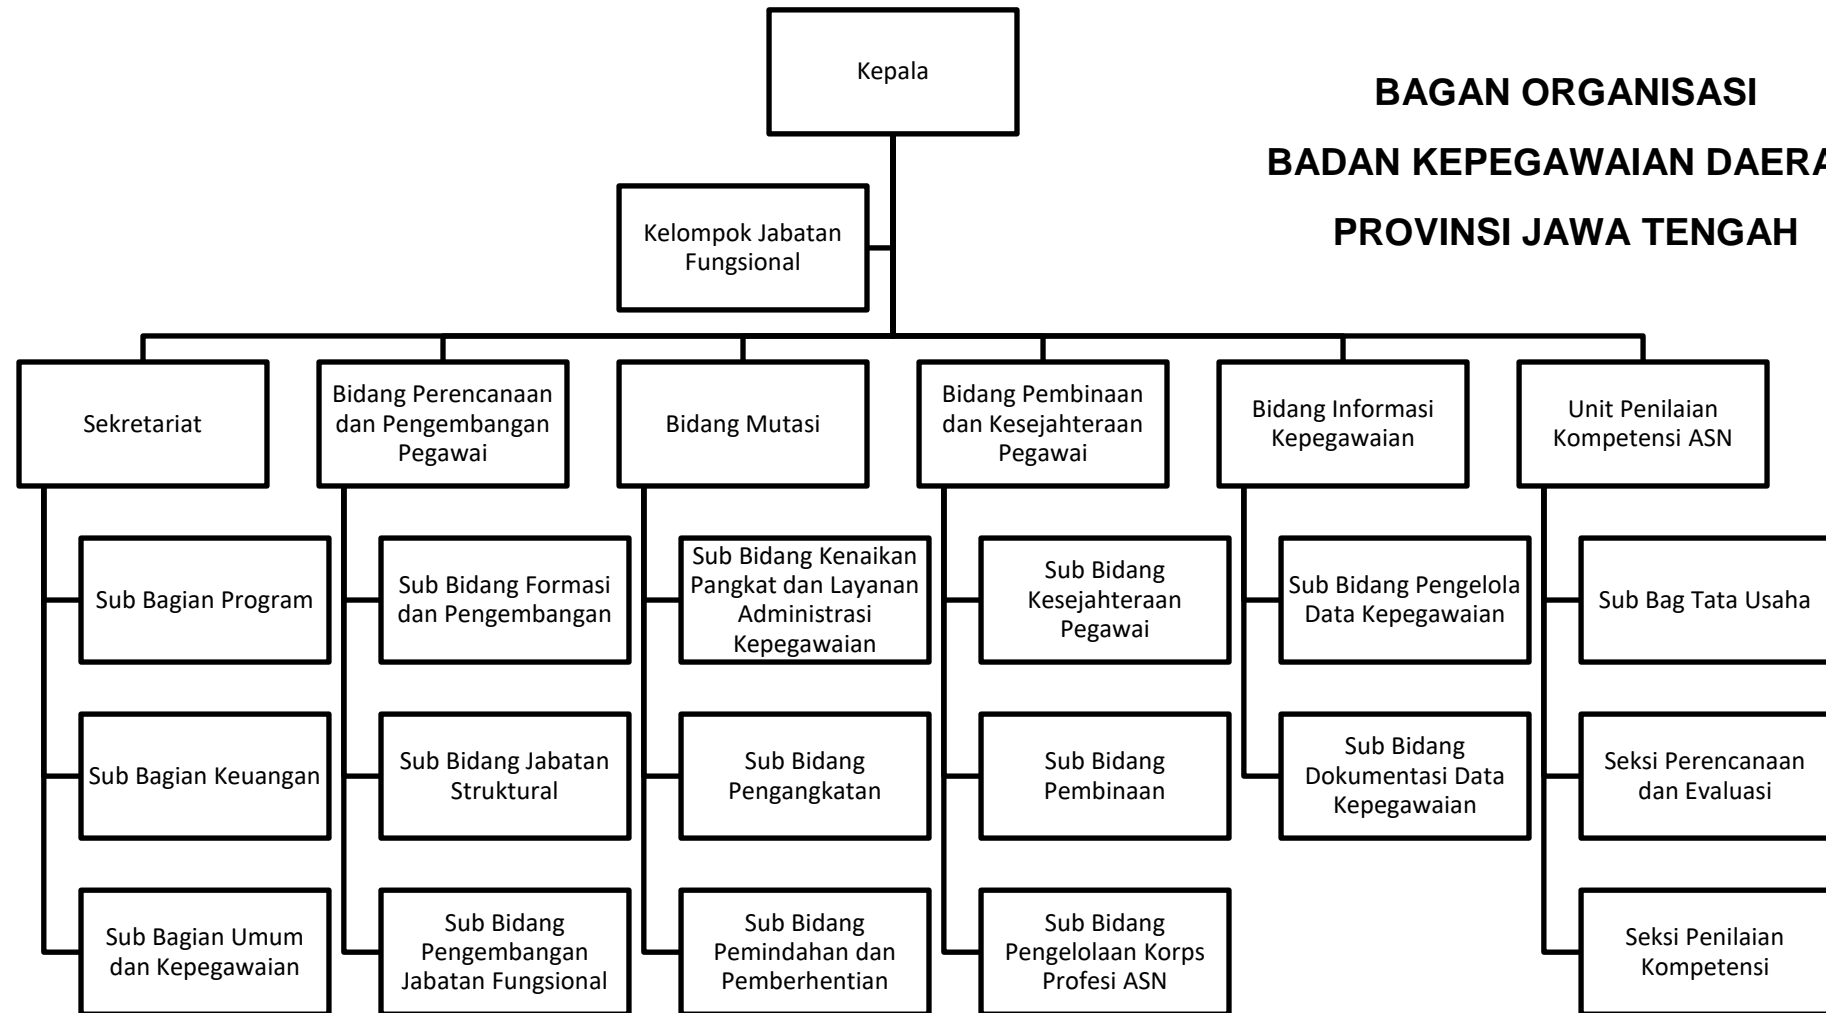 Kepala
BAGAN ORGANISASI
BADAN KEPEGAWAIAN DAERA
PROVINSI JAWA TENGAH
Kelompok Jabatan
Fungsional
Sekretariat
Bidang Perencanaan
dan Pengembangan
Pegawai
Bidang Mutasi
Bidang Pembinaan
dan Kesejahteraan
Pegawai
Bidang Informasi
Kepegawaian
Unit Penilaian
Kompetensi ASN
Sub Bagian Program
Sub Bidang Formasi
dan Pengembangan
Sub Bidang Kenaikan
Pangkat dan Layanan
Administrasi
Kepegawaian
Sub Bidang
Kesejahteraan
Pegawai
Sub Bidang Pengelola
Data Kepegawaian
Sub Bag Tata Usaha
Sub Bagian Keuangan
Sub Bidang Jabatan
Struktural
Sub Bidang
Pengangkatan
Sub Bidang
Pembinaan
Sub Bidang
Dokumentasi Data
Kepegawaian
Seksi Perencanaan
dan Evaluasi
Sub Bagian Umum
dan Kepegawaian
Sub Bidang
Pengembangan
Jabatan Fungsional
Sub Bidang
Pemindahan dan
Pemberhentian
Sub Bidang
Pengelolaan Korps
Profesi ASN
Seksi Penilaian
Kompetensi